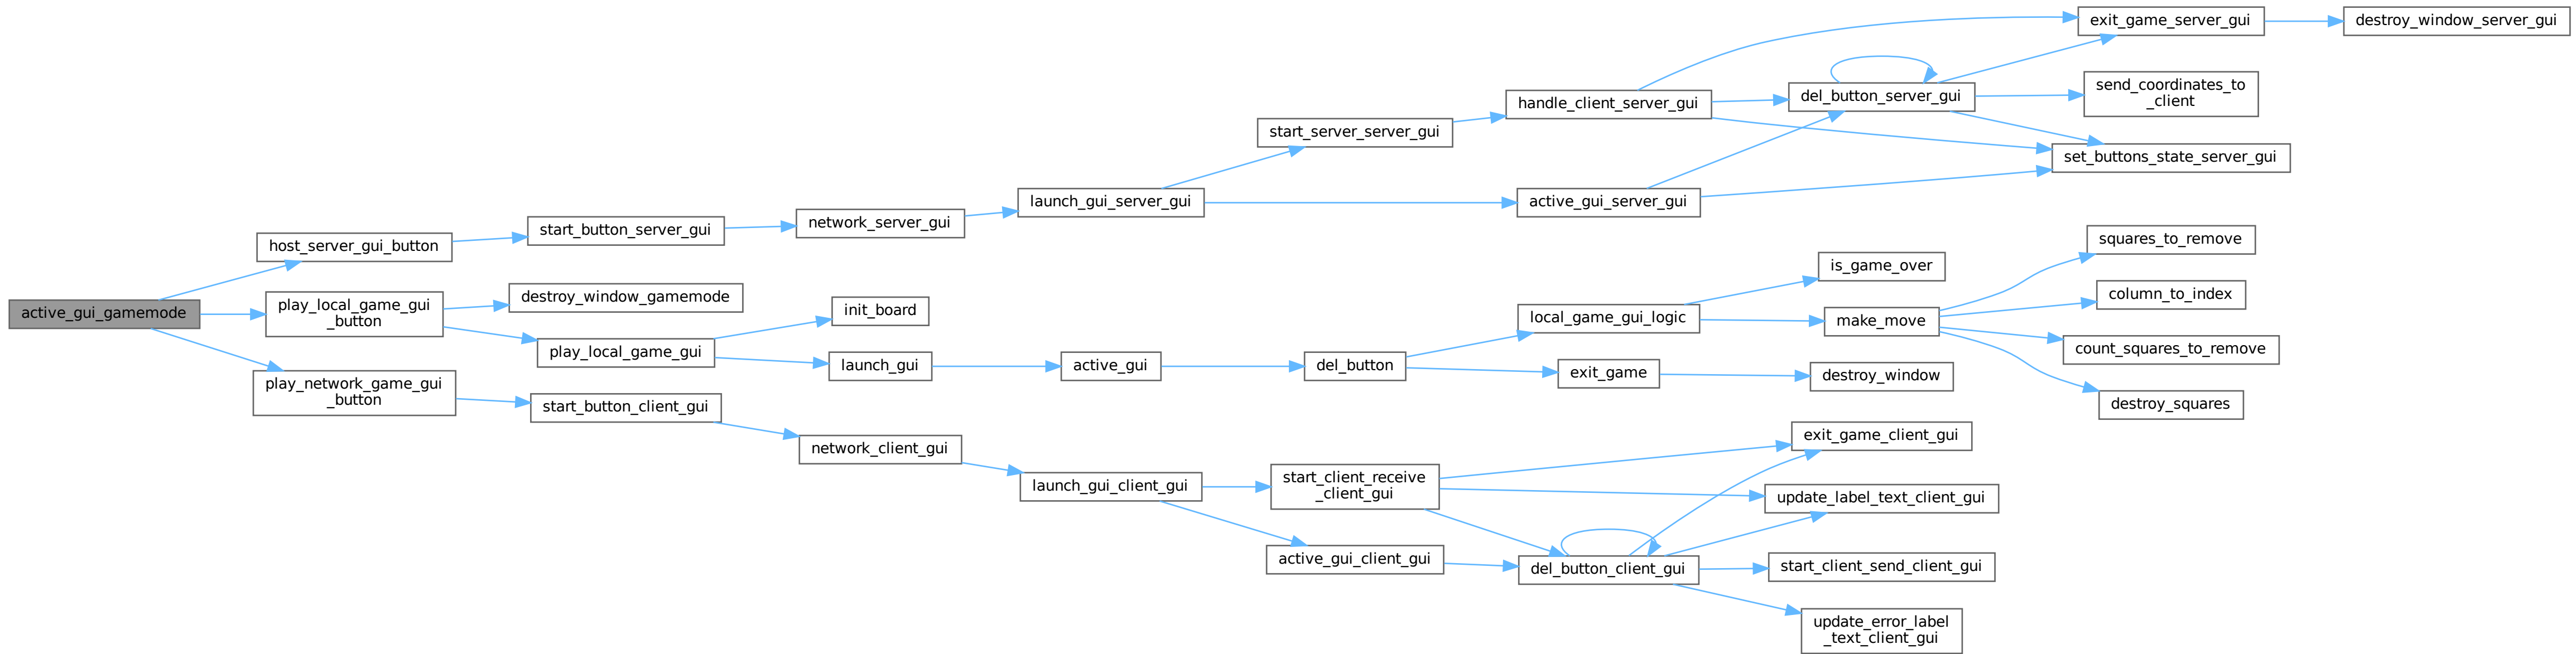 active_gui_gamemode
host_server_gui_button
start_button_server_gui
network_server_gui
launch_gui_server_gui
start_server_server_gui
handle_client_server_gui
active_gui_server_gui
del_button_server_gui
exit_game_server_gui
destroy_window_server_gui
send_coordinates_to
_client
set_buttons_state_server_gui
play_local_game_gui
_button
destroy_window_gamemode
play_local_game_gui
init_board
launch_gui
active_gui
del_button
local_game_gui_logic
is_game_over
make_move
squares_to_remove
column_to_index
count_squares_to_remove
destroy_squares
exit_game
destroy_window
play_network_game_gui
_button
start_button_client_gui
network_client_gui
launch_gui_client_gui
start_client_receive
_client_gui
active_gui_client_gui
del_button_client_gui
exit_game_client_gui
update_label_text_client_gui
start_client_send_client_gui
update_error_label
_text_client_gui